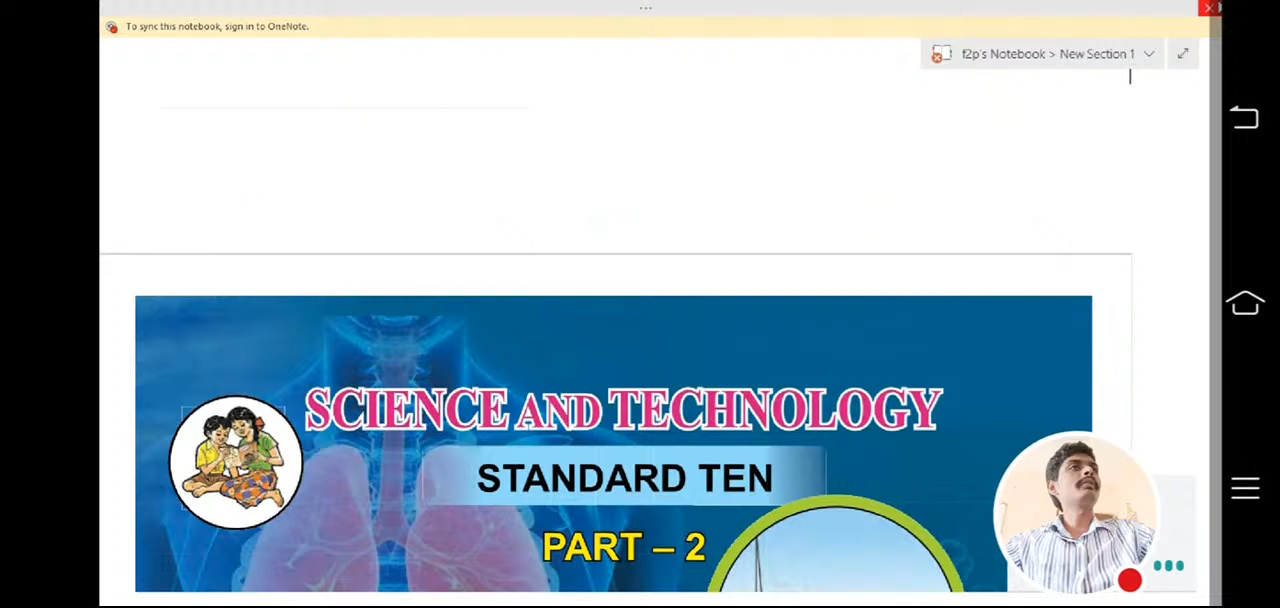 To sync this notebook, sign in to OneNote.
f2p's Notebook > New Section 1
SCIENCE AND TECHNOLOGY
STANDARD TEN
PART – 2